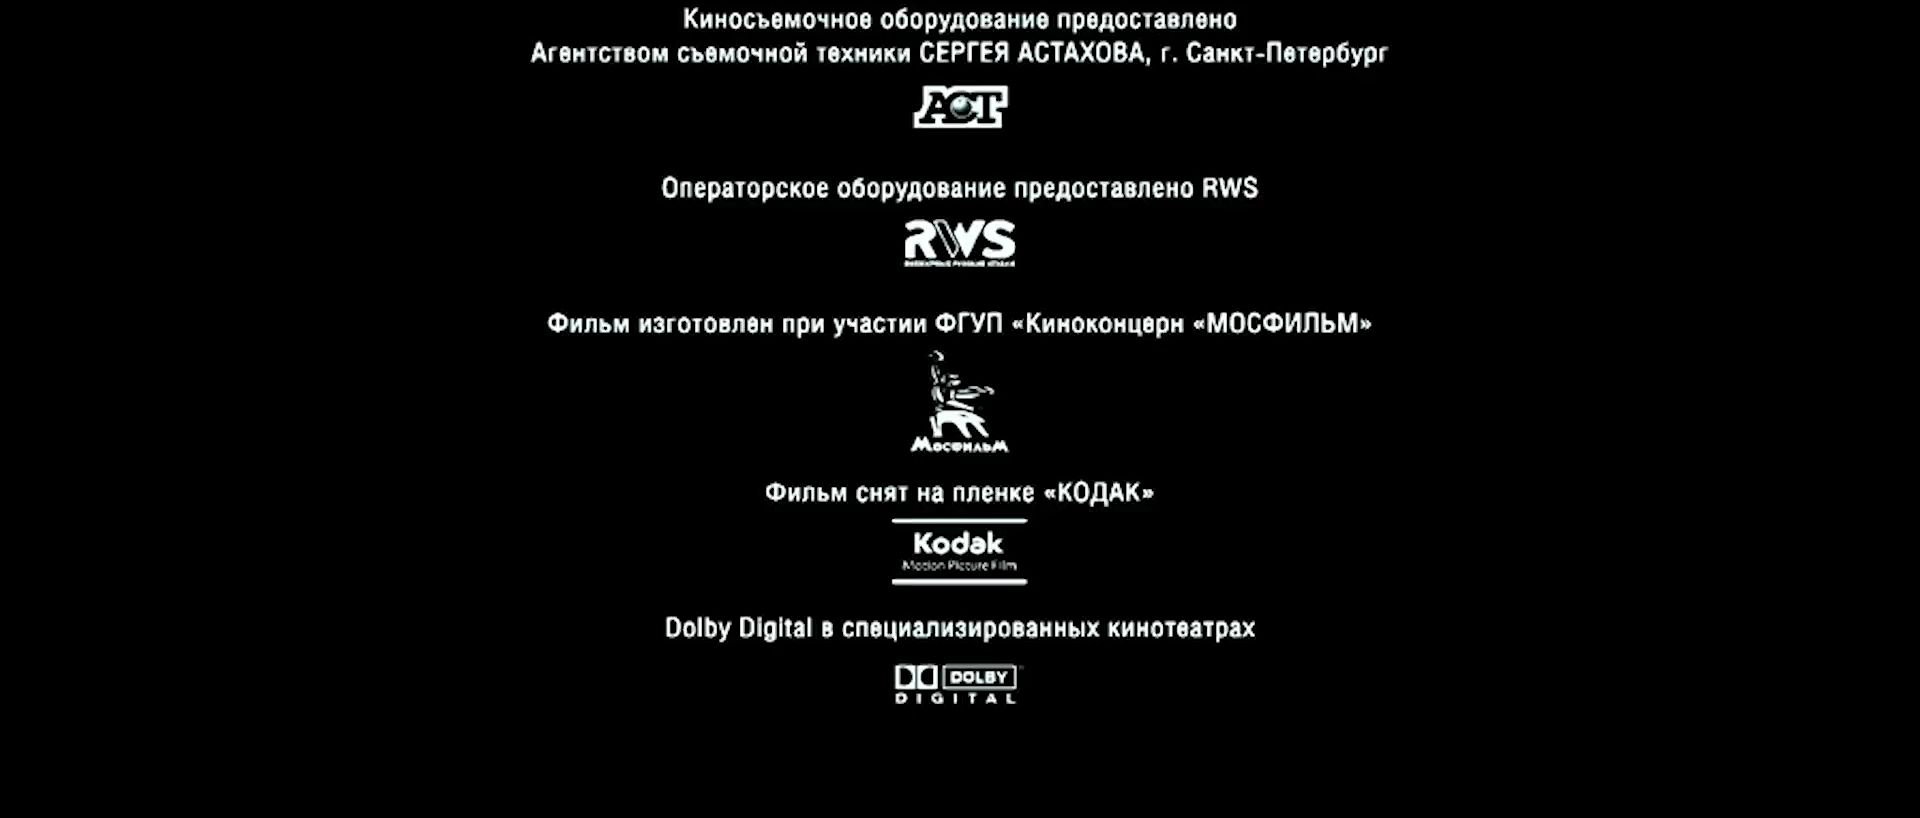 Киносъемочное оборудование предоставлено
Агентством съемочной техники СЕРГЕЯ АСТАХОВА, г. Санкт-Петербург
АСТ
Операторское оборудование предоставлено RWS
RWS
Фильм изготовлен при участии ФГУП «Киноконцерн «МОСФИЛЬМ»
Мосфильм
Фильм снят на пленке «КОДАК»
Kodak
Motion Picture Film
Dolby Digital в специализированных кинотеатрах
DOLBY
DIGITAL